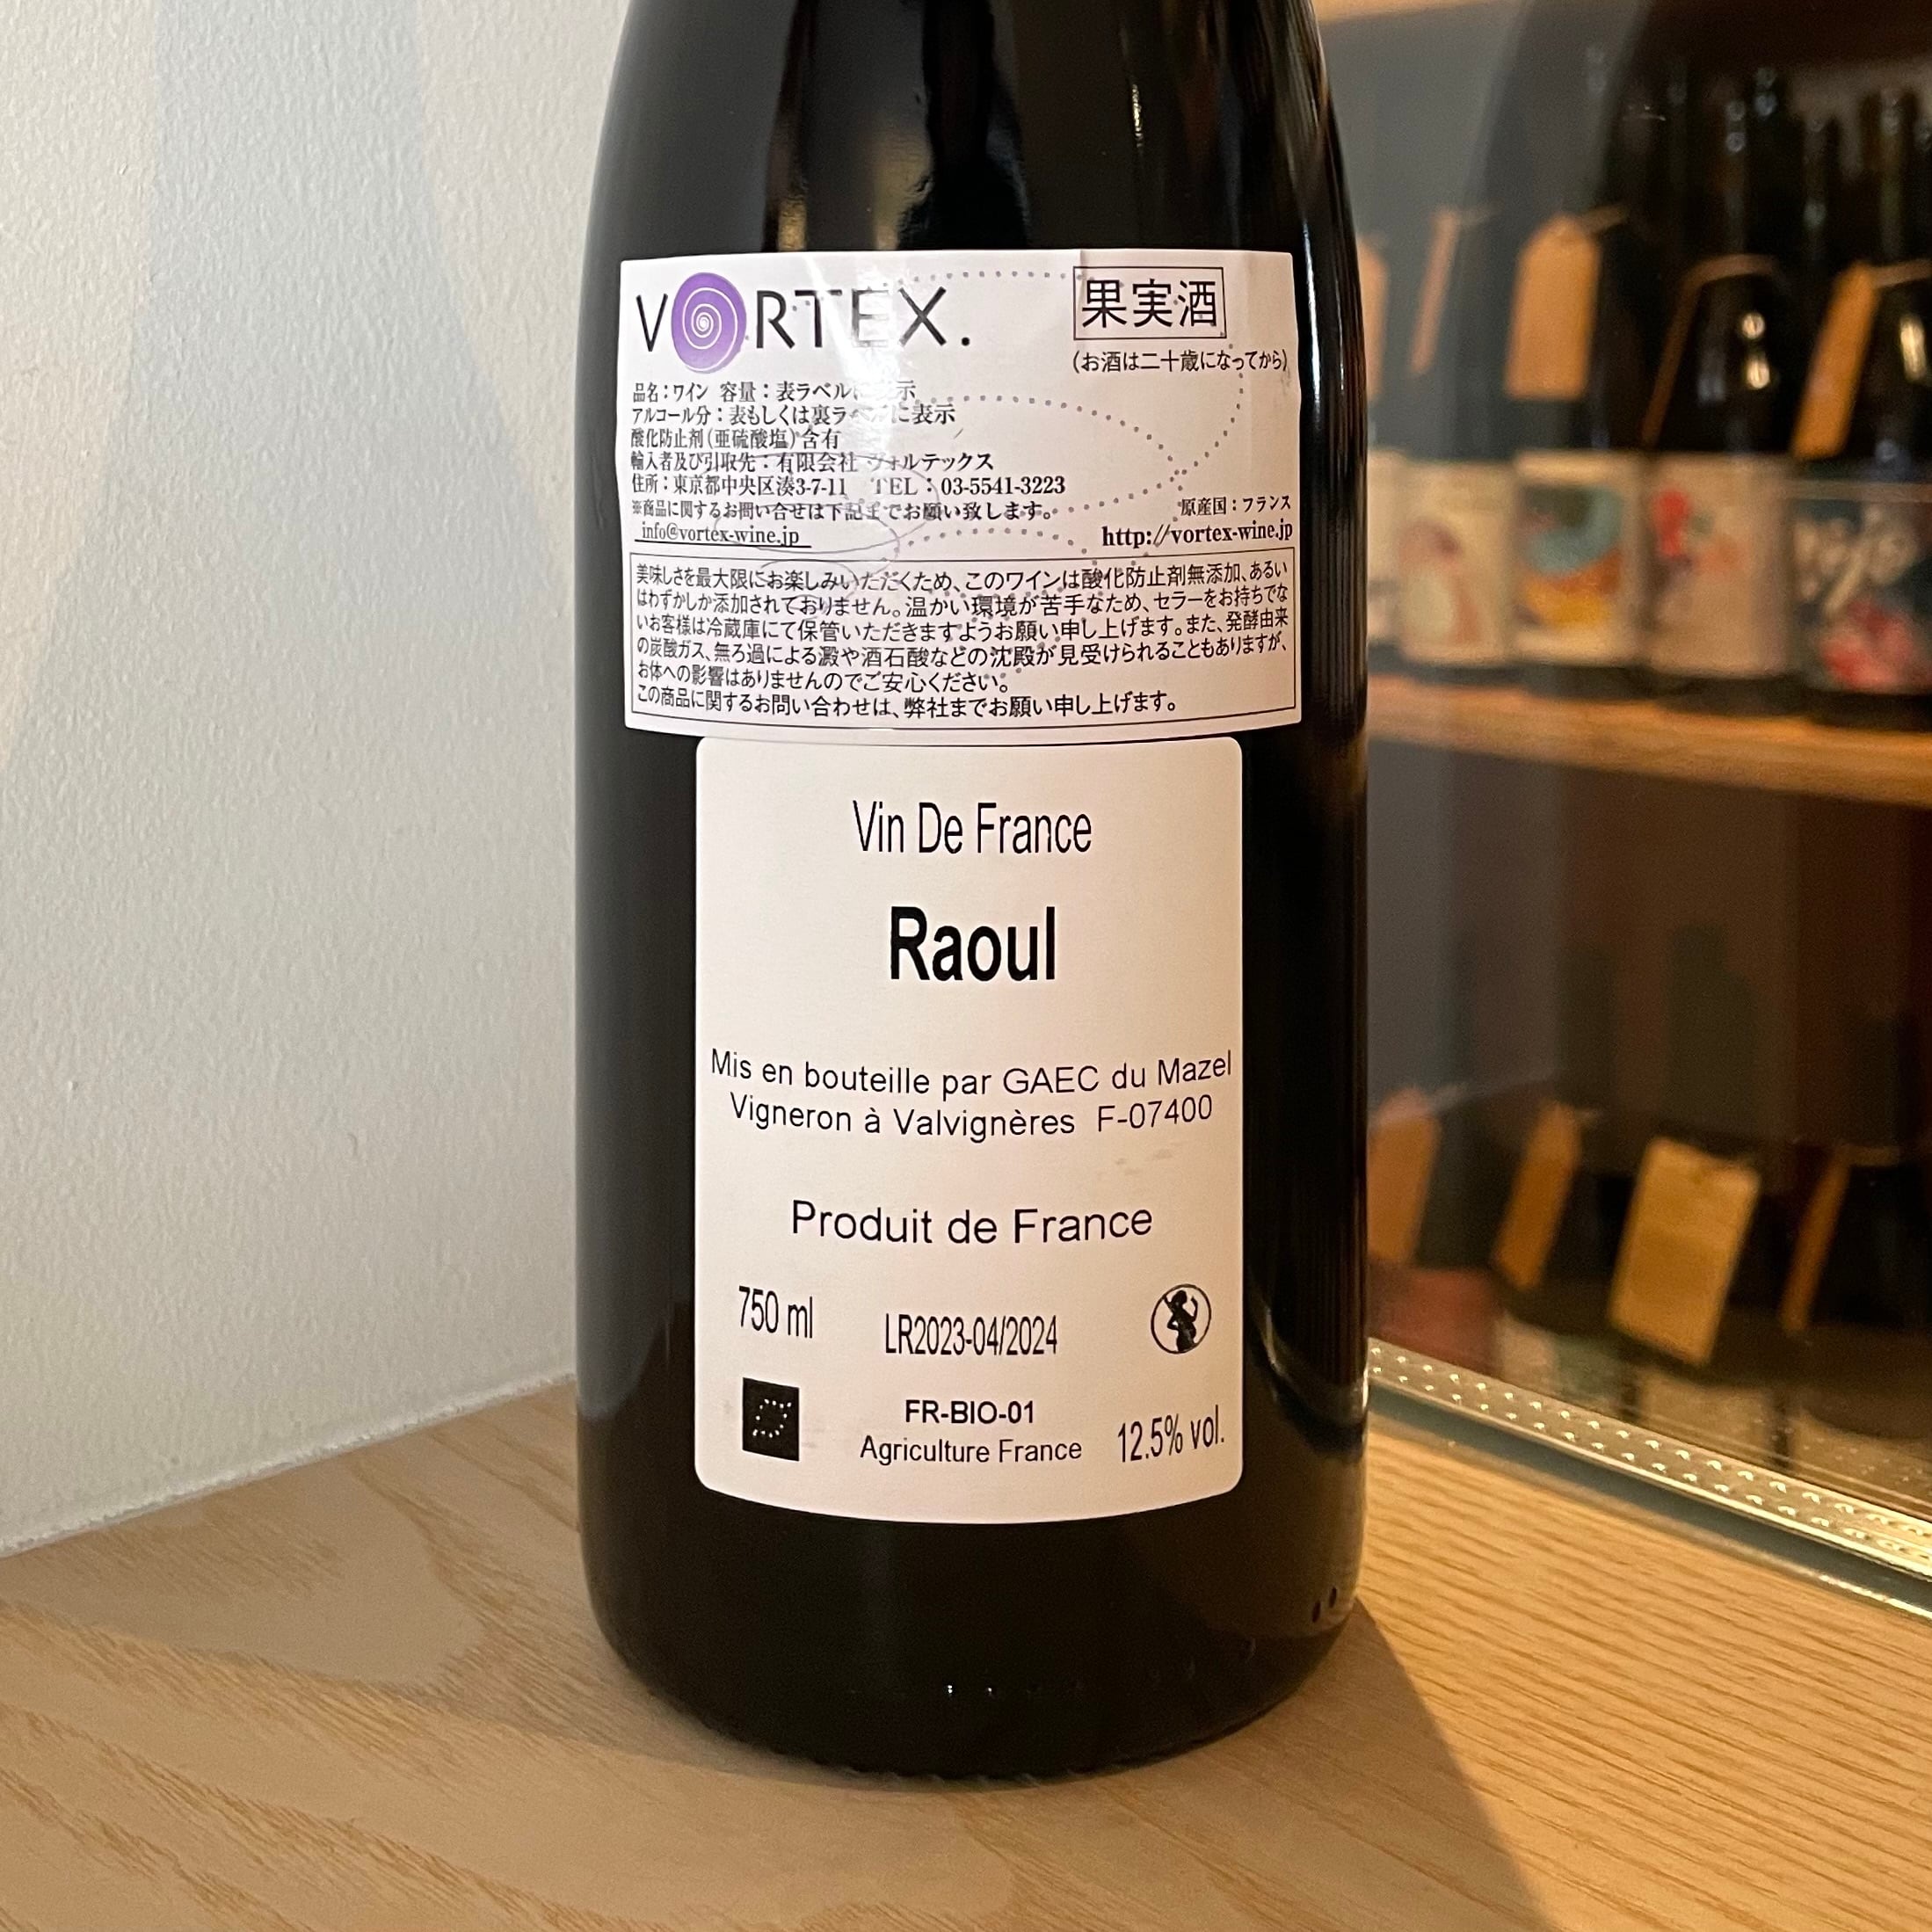 VORTEX.
果実酒
(お酒は二十歳になってから)
品名：ワイン 容量：表ラベルに表示
アルコール分：表もしくは裏ラベルに表示
酸化防止剤(亜硫酸塩)含有
輸入者及び引取先：有限会社 ヴォルテックス
住所：東京都中央区湊3-7-11 TEL：03-5541-3223
※商品に関するお問い合せは下記までお願い致します。
原産国：フランス
info@vortex-wine.jp
http://vortex-wine.jp
美味しさを最大限にお楽しみいただくため、このワインは酸化防止剤無添加、あるい
はわずかしか添加されておりません。温かい環境が苦手なため、セラーをお持ちでな
いお客様は冷蔵庫にて保管いただきますようお願い申し上げます。また、発酵由来
の炭酸ガス、無ろ過による澱や酒石酸などの沈殿が見受けられることもありますが、
お体への影響はありませんのでご安心ください。
この商品に関するお問い合わせは、弊社までお願い申し上げます。
Vin De France
Raoul
Mis en bouteille par GAEC du Mazel
Vigneron à Valvignères F-07400
Produit de France
750 ml
LR2023-04/2024
FR-BIO-01
Agriculture France
12.5% vol.